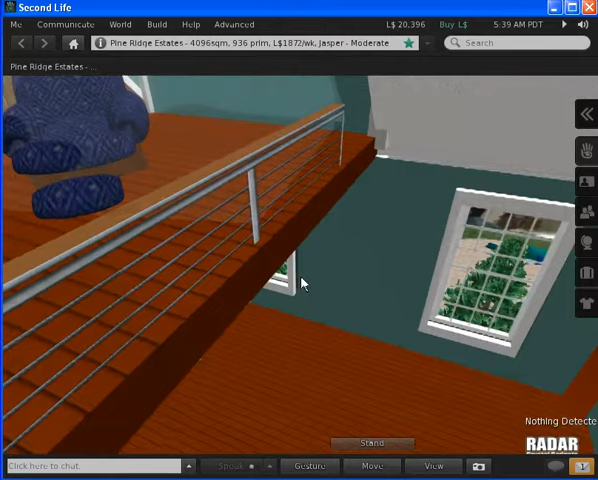 Second Life
Me Communicate World Build Help Advanced L$ 20,396 Buy L$ 5:39 AM PDT
Pine Ridge Estates - 4096sqm, 936 prim, L$1872/wk, Jasper - Moderate Search
Pine Ridge Estates - ...
Nothing Detecte
RADAR
Stand
Click here to chat. Speak Gesture Move View 1